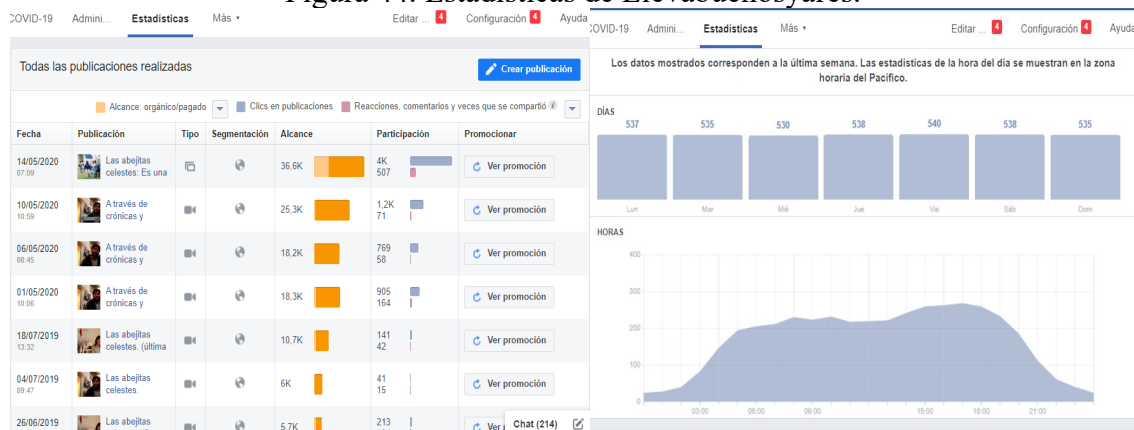 Figura 44. Estadísticas de Elevabuenosyares.
COVID-19 Admini... Estadísticas Más Editar ... 4 Configuración 4 Ayuda
Todas las publicaciones realizadas
Crear publicación
Alcance: orgánico/pagado Clics en publicaciones Reacciones, comentarios y veces que se compartió
Fecha Publicación Tipo Segmentación Alcance Participación Promocionar
14/05/2020 Las abejitas 36,6K 4K Ver promoción
07:09 celestes: Es una 507
10/05/2020 A través de 25,3K 1,2K Ver promoción
10:59 crónicas y 71
06/05/2020 A través de 18,2K 769 Ver promoción
08:45 crónicas y 58
01/05/2020 A través de 18,3K 905 Ver promoción
10:06 crónicas y 164
18/07/2019 Las abejitas 10,7K 141 Ver promoción
13:32 celestes. (última 42
04/07/2019 Las abejitas 6K 41 Ver promoción
09:47 celestes. 15
26/06/2019 Las abejitas 5,7K 213 Ver
Chat (214)
COVID-19 Admini... Estadísticas Más Editar ... 4 Configuración 4 Ayuda
Los datos mostrados corresponden a la última semana. Las estadísticas de la hora del día se muestran en la zona
horaria del Pacífico.
DÍAS
537 535 530 538 540 538 535
Lun Mar Mié Jue Vie Sáb Dom
HORAS
400
300
200
100
0
03:00 06:00 09:00 15:00 18:00 21:00